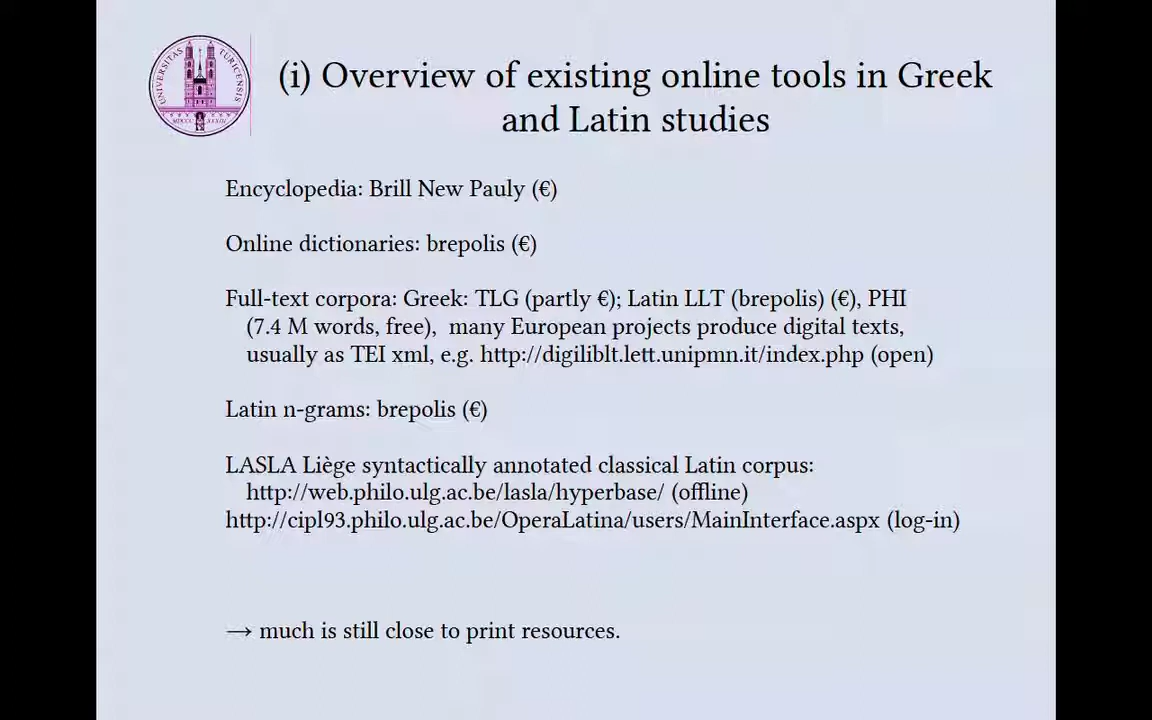 UNIVERSITAS TURICENSIS
MDCCC XXXIII
(i) Overview of existing online tools in Greek
and Latin studies
Encyclopedia: Brill New Pauly (€)
Online dictionaries: brepolis (€)
Full-text corpora: Greek: TLG (partly €); Latin LLT (brepolis) (€), PHI
(7.4 M words, free), many European projects produce digital texts,
usually as TEI xml, e.g. http://digiliblt.lett.unipmn.it/index.php (open)
Latin n-grams: brepolis (€)
LASLA Liège syntactically annotated classical Latin corpus:
http://web.philo.ulg.ac.be/lasla/hyperbase/ (offline)
http://cipl93.philo.ulg.ac.be/OperaLatina/users/MainInterface.aspx (log-in)
→ much is still close to print resources.